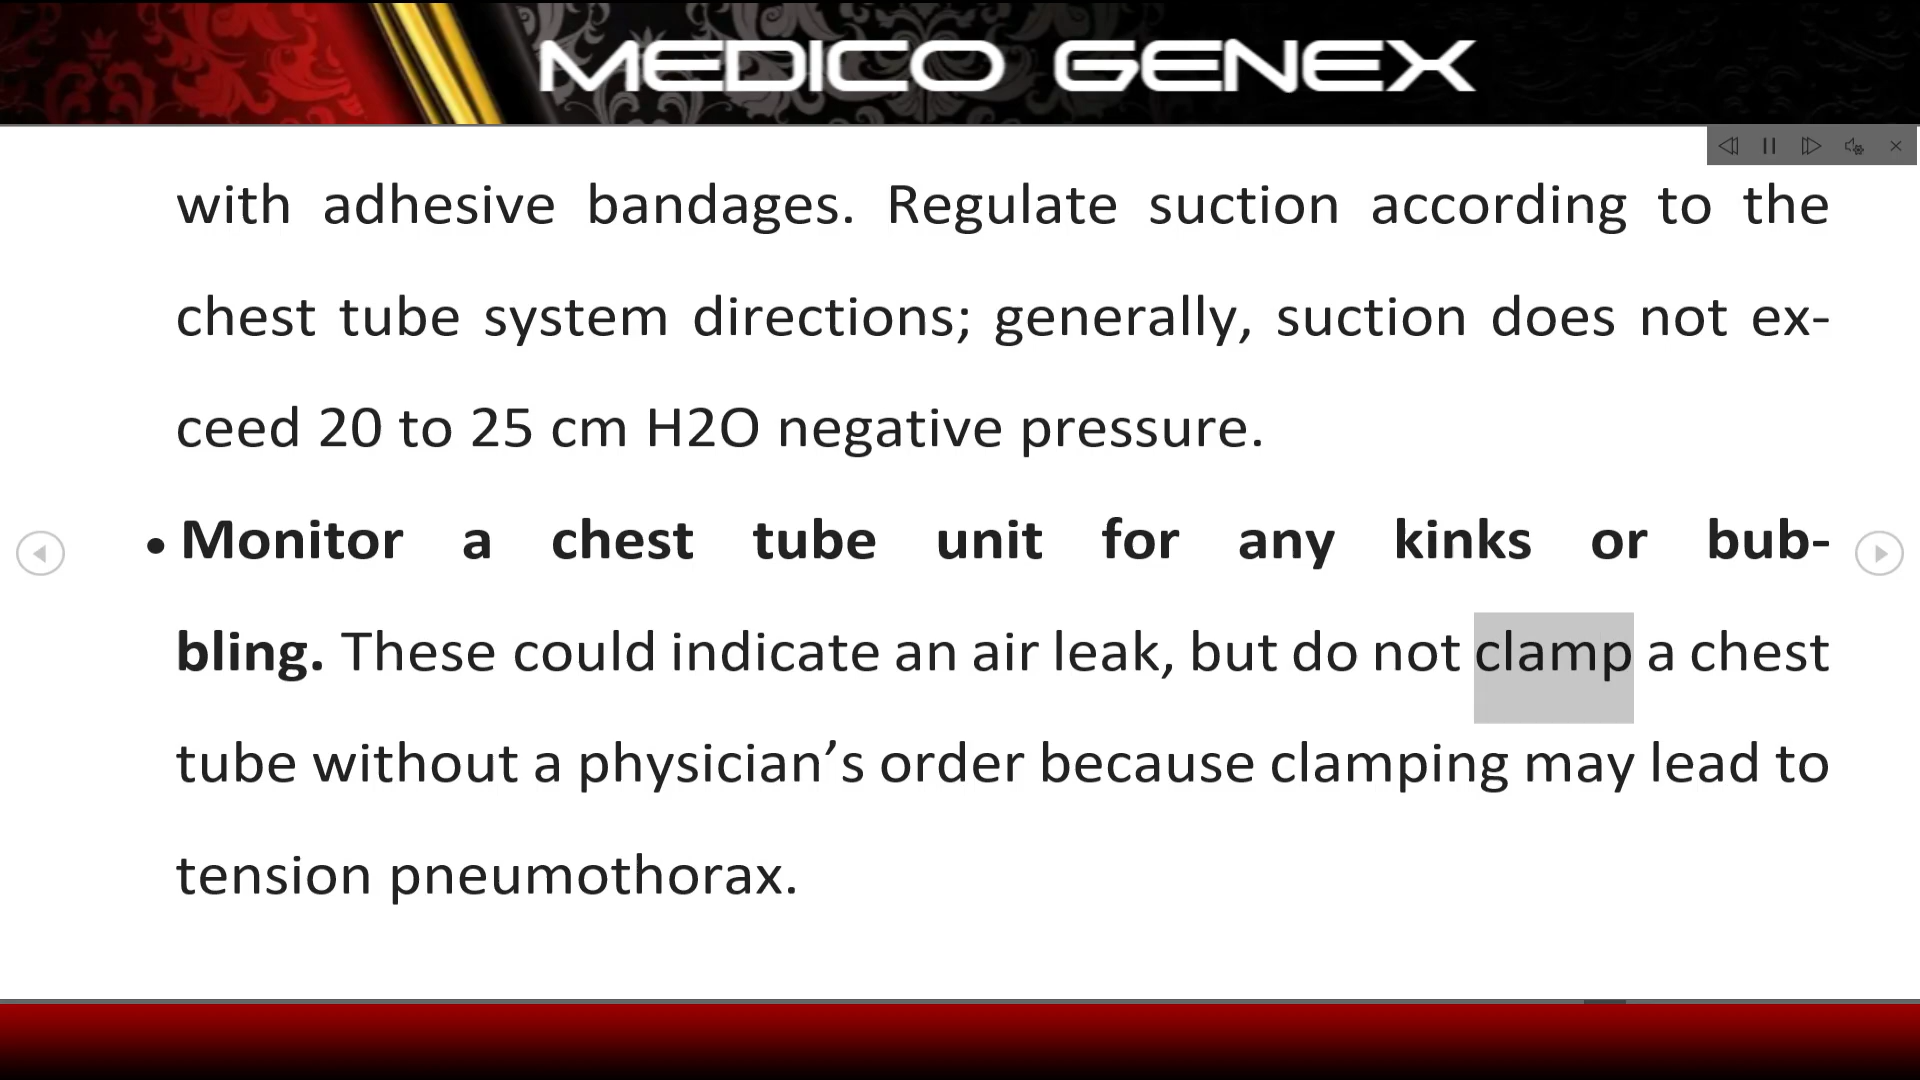 MEDICO GENEX
with adhesive bandages. Regulate suction according to the
chest tube system directions; generally, suction does not ex-
ceed 20 to 25 cm H2O negative pressure.
• Monitor a chest tube unit for any kinks or bub-
bling. These could indicate an air leak, but do not clamp a chest
tube without a physician’s order because clamping may lead to
tension pneumothorax.